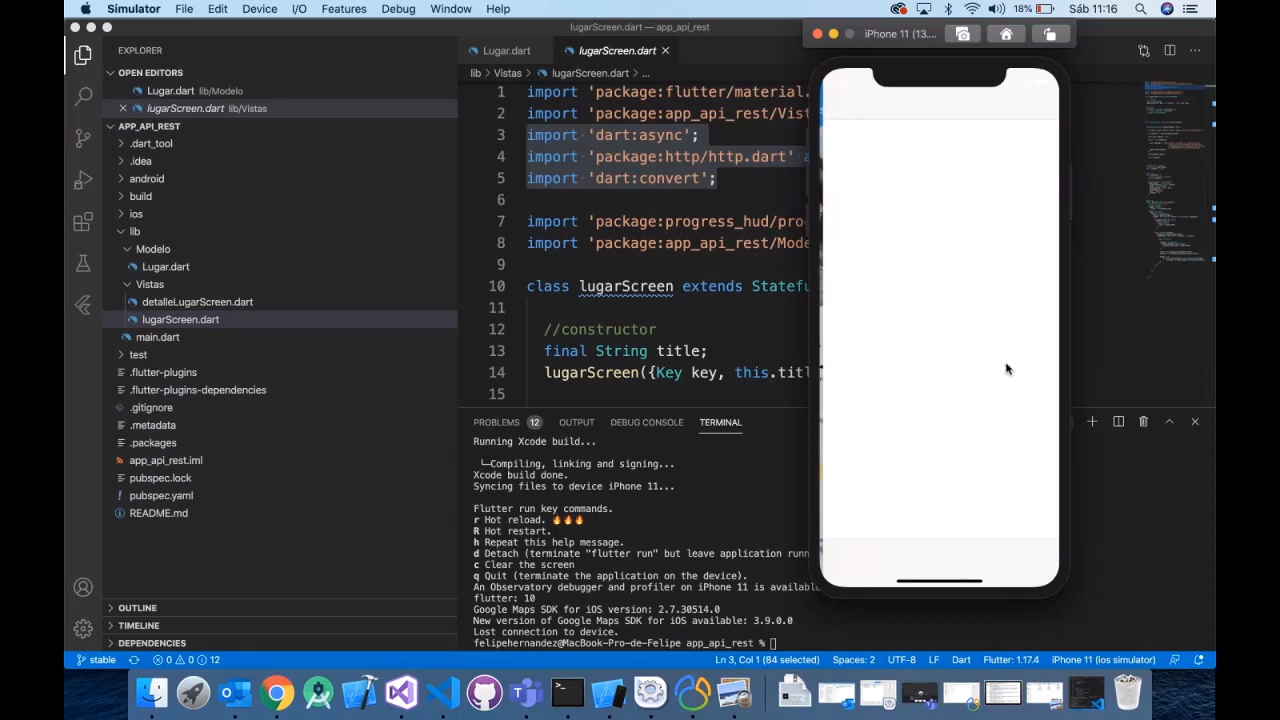 Simulator File Edit Device I/O Features Debug Window Help 18% Sáb 11:16
lugarScreen.dart — app_api_rest
iPhone 11 (13....
EXPLORER
OPEN EDITORS
Lugar.dart lib/Modelo
lugarScreen.dart lib/Vistas
APP_API_REST
.dart_tool
.idea
android
build
ios
lib
Modelo
Lugar.dart
Vistas
detalleLugarScreen.dart
lugarScreen.dart
main.dart
test
.flutter-plugins
.flutter-plugins-dependencies
.gitignore
.metadata
.packages
app_api_rest.iml
pubspec.lock
pubspec.yaml
README.md
OUTLINE
TIMELINE
DEPENDENCIES
Lugar.dart lugarScreen.dart
lib > Vistas > lugarScreen.dart > ...
1 import 'package:flutter/material.
2 import 'package:app_api_rest/Vist
3 import 'dart:async';
4 import 'package:http/http.dart' a
5 import 'dart:convert';
6
7 import 'package:progress_hud/pro
8 import 'package:app_api_rest/Mode
9
10 class lugarScreen extends Statefu
11
12 //constructor
13 final String title;
14 lugarScreen({Key key, this.titl
15
PROBLEMS 12 OUTPUT DEBUG CONSOLE TERMINAL
Running Xcode build...
└─Compiling, linking and signing...
Xcode build done.
Syncing files to device iPhone 11...
Flutter run key commands.
r Hot reload. 🔥🔥🔥
R Hot restart.
h Repeat this help message.
d Detach (terminate "flutter run" but leave application runn
c Clear the screen
q Quit (terminate the application on the device).
An Observatory debugger and profiler on iPhone 11 is availabl
flutter: 10
Google Maps SDK for iOS version: 2.7.30514.0
New version of Google Maps SDK for iOS available: 3.9.0.0
Lost connection to device.
felipehernandez@MacBook-Pro-de-Felipe app_api_rest %
stable 0 0 12 Ln 3, Col 1 (84 selected) Spaces: 2 UTF-8 LF Dart Flutter: 1.17.4 iPhone 11 (ios simulator)